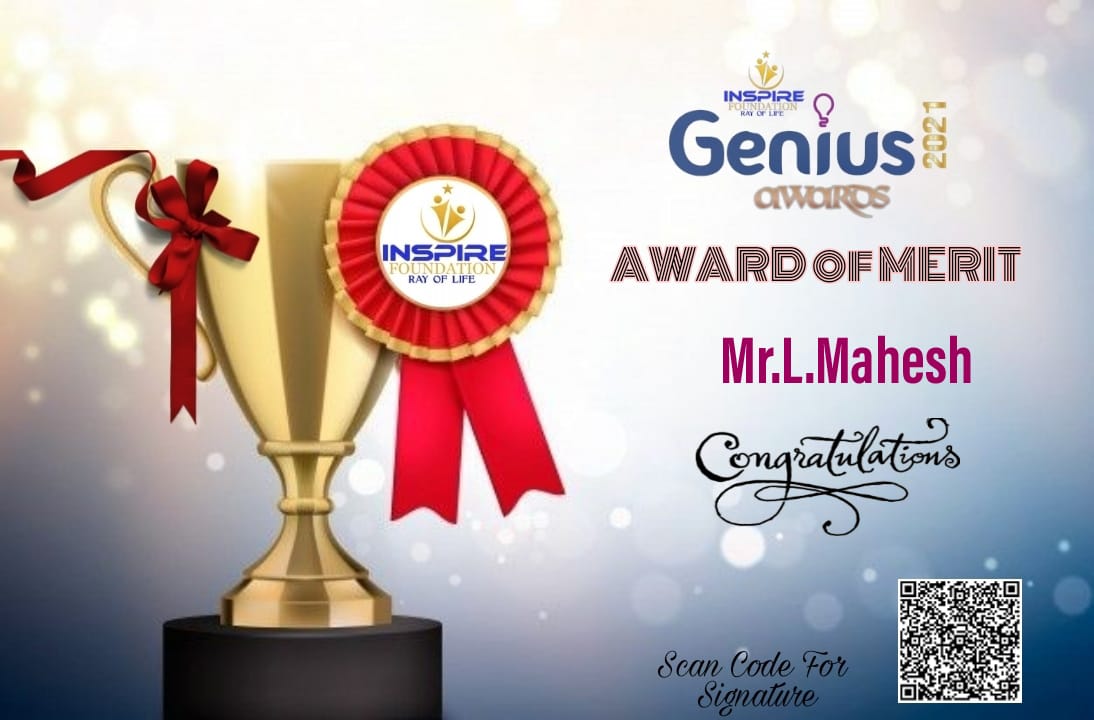 INSPIRE
FOUNDATION
RAY OF LIFE
Genius
2021
awards
AWARD OF MERIT
INSPIRE
FOUNDATION
RAY OF LIFE
Mr.L.Mahesh
Congratulations
Scan Code For
Signature